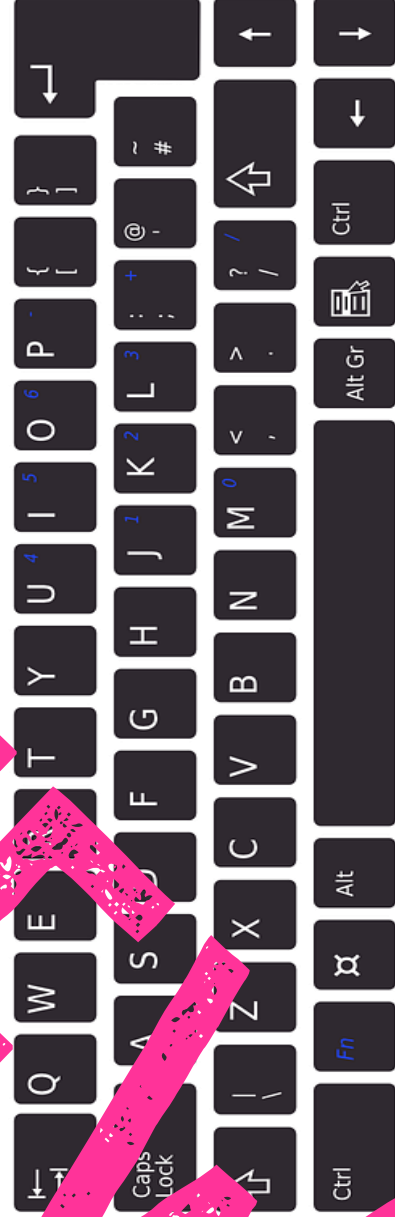 Q W E T Y U 4 I 5 O 6 P - { [ } ]
Caps Lock A S F G H J 1 K 2 L 3 : ; + @ ' ~ #
| \ Z X C V B N M 0 < , > . ? / /
Ctrl Fn ¤ Alt Alt Gr Ctrl